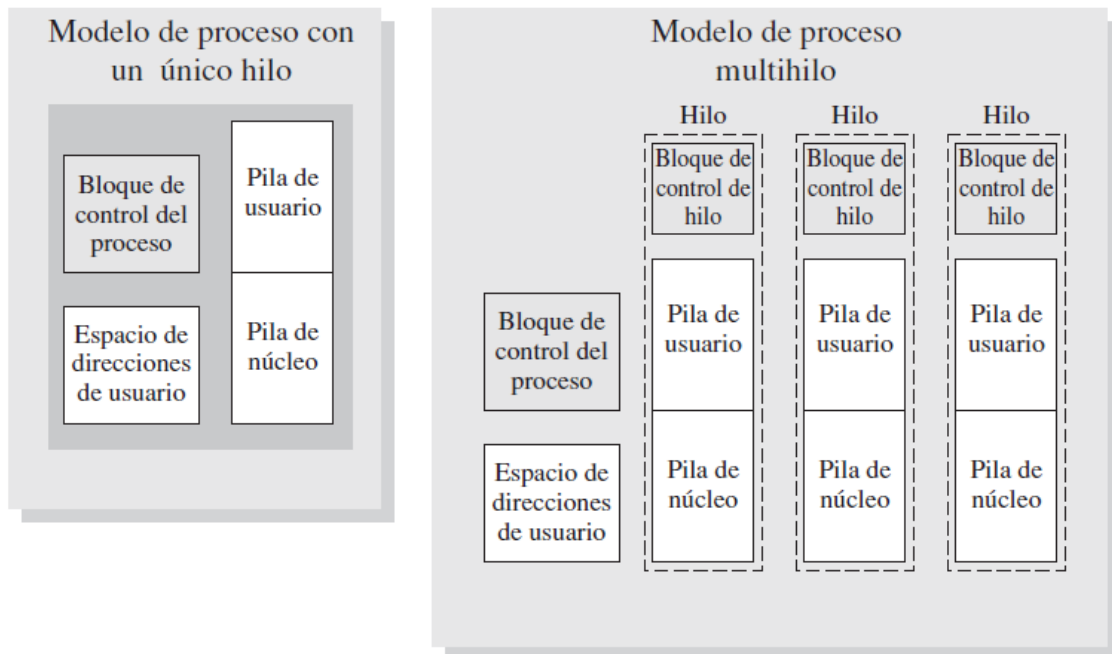 Modelo de proceso con
un único hilo
Bloque de
control del
proceso
Espacio de
direcciones
de usuario
Pila de
usuario
Pila de
núcleo
Modelo de proceso
multihilo
Bloque de
control del
proceso
Espacio de
direcciones
de usuario
Hilo
Bloque de
control de
hilo
Pila de
usuario
Pila de
núcleo
Hilo
Bloque de
control de
hilo
Pila de
usuario
Pila de
núcleo
Hilo
Bloque de
control de
hilo
Pila de
usuario
Pila de
núcleo